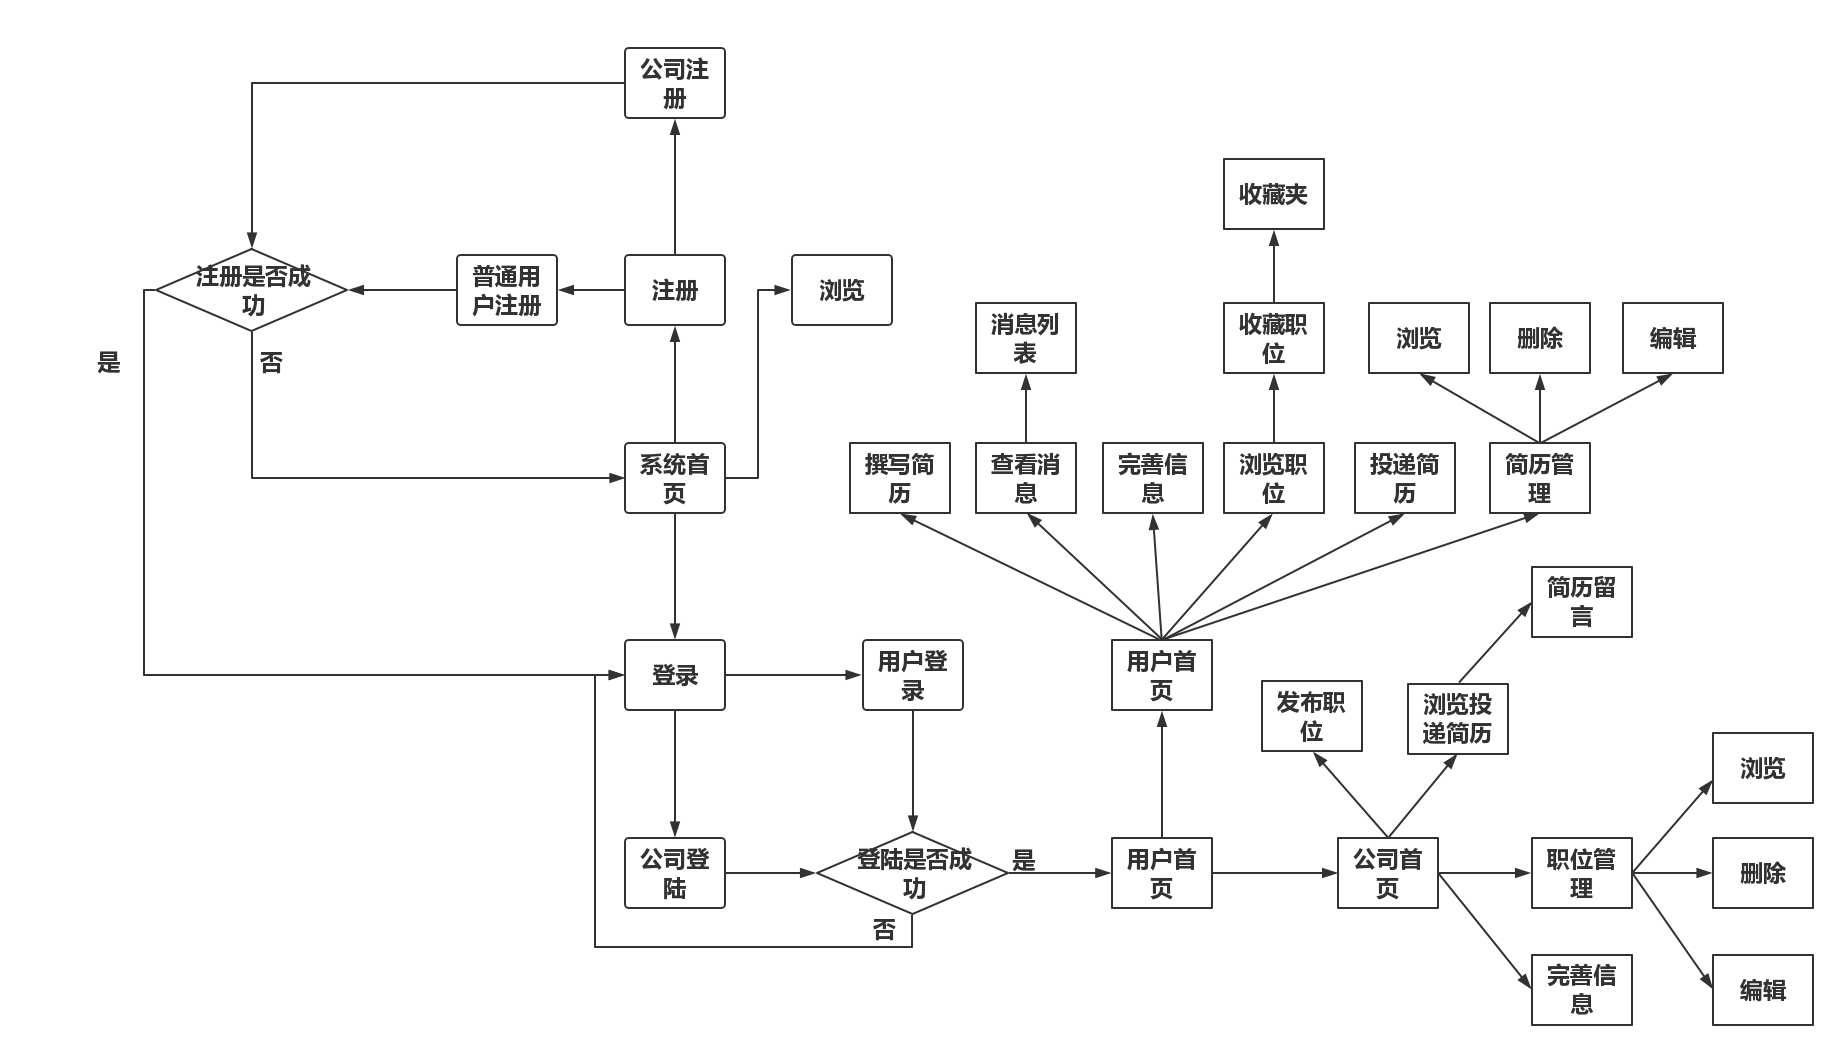 公司注
册
收藏夹
注册是否成
功
普通用
户注册
注册
浏览
消息列
表
收藏职
位
浏览
删除
编辑
是
否
系统首
页
撰写简
历
查看消
息
完善信
息
浏览职
位
投递简
历
简历管
理
简历留
言
登录
用户登
录
用户首
页
发布职
位
浏览投
递简历
浏览
公司登
陆
登陆是否成
功
是
用户首
页
公司首
页
职位管
理
删除
否
完善信
息
编辑